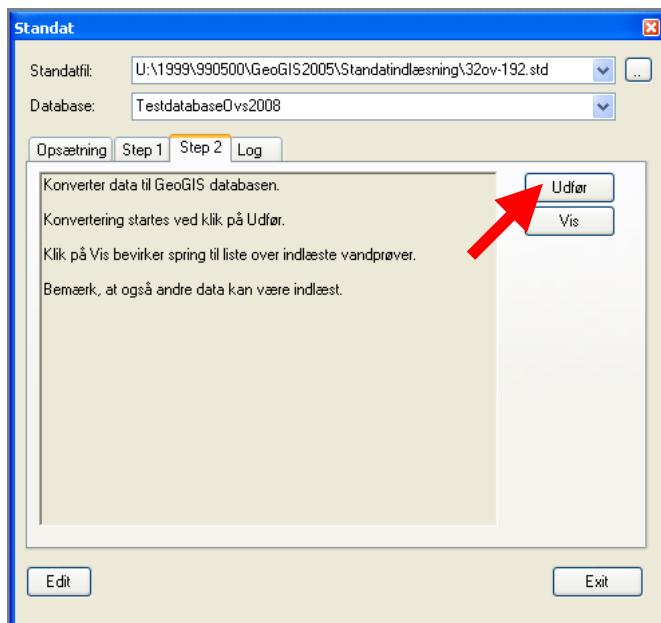 Standat
Standatfil: U:\1999\990500\GeoGIS2005\Standatindlæsning\32ov-192.std ..
Database: TestdatabaseOvs2008
Opsætning Step 1 Step 2 Log
Konverter data til GeoGIS databasen.
Udfør
Konvertering startes ved klik på Udfør.
Vis
Klik på Vis bevirker spring til liste over indlæste vandprøver.
Bemærk, at også andre data kan være indlæst.
Edit Exit